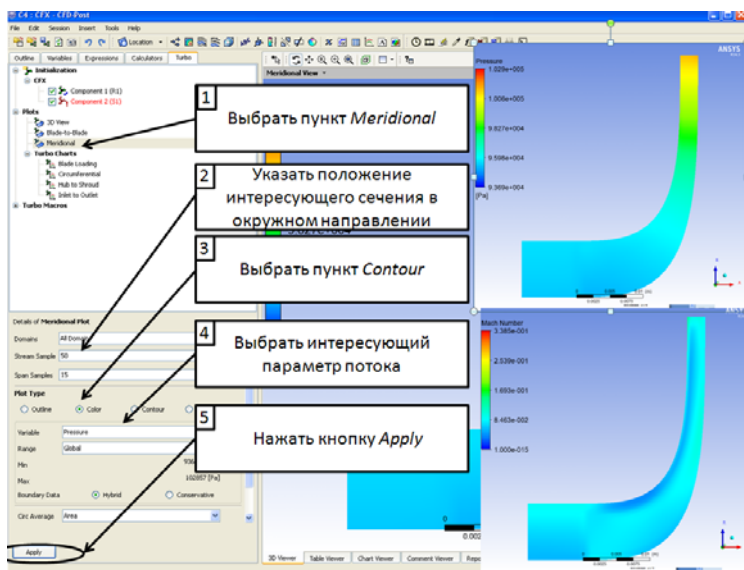 C4 : CFX - CFD-Post
File Edit Session Insert Tools Help
Location
Outline Variables Expressions Calculators Turbo
Initialization
CFX
Component 1 (R1)
Component 2 (S1)
Plots
3D View
Blade-to-Blade
Meridional
Turbo Charts
Blade Loading
Circumferential
Hub to Shroud
Inlet to Outlet
Turbo Macros
Details of Meridional Plot
Domains All Domains
Stream Samples 50
Span Samples 15
Plot Type
Outline Color Contour
Variable Pressure
Range Global
Min
Max 102857 [Pa]
Boundary Data Hybrid Conservative
Circ Average Area
Apply
Meridional View
1
Выбрать пункт Meridional
2
Указать положение
интересующего сечения в
окружном направлении
3
Выбрать пункт Contour
4
Выбрать интересующий
параметр потока
5
Нажать кнопку Apply
0
0.002
3D Viewer Table Viewer Chart Viewer Comment Viewer
ANSYS
Pressure
1.029e+005
1.006e+005
9.827e+004
9.598e+004
9.369e+004
[Pa]
ANSYS
Mach Number
3.385e-001
2.539e-001
1.693e-001
8.463e-002
1.000e-015